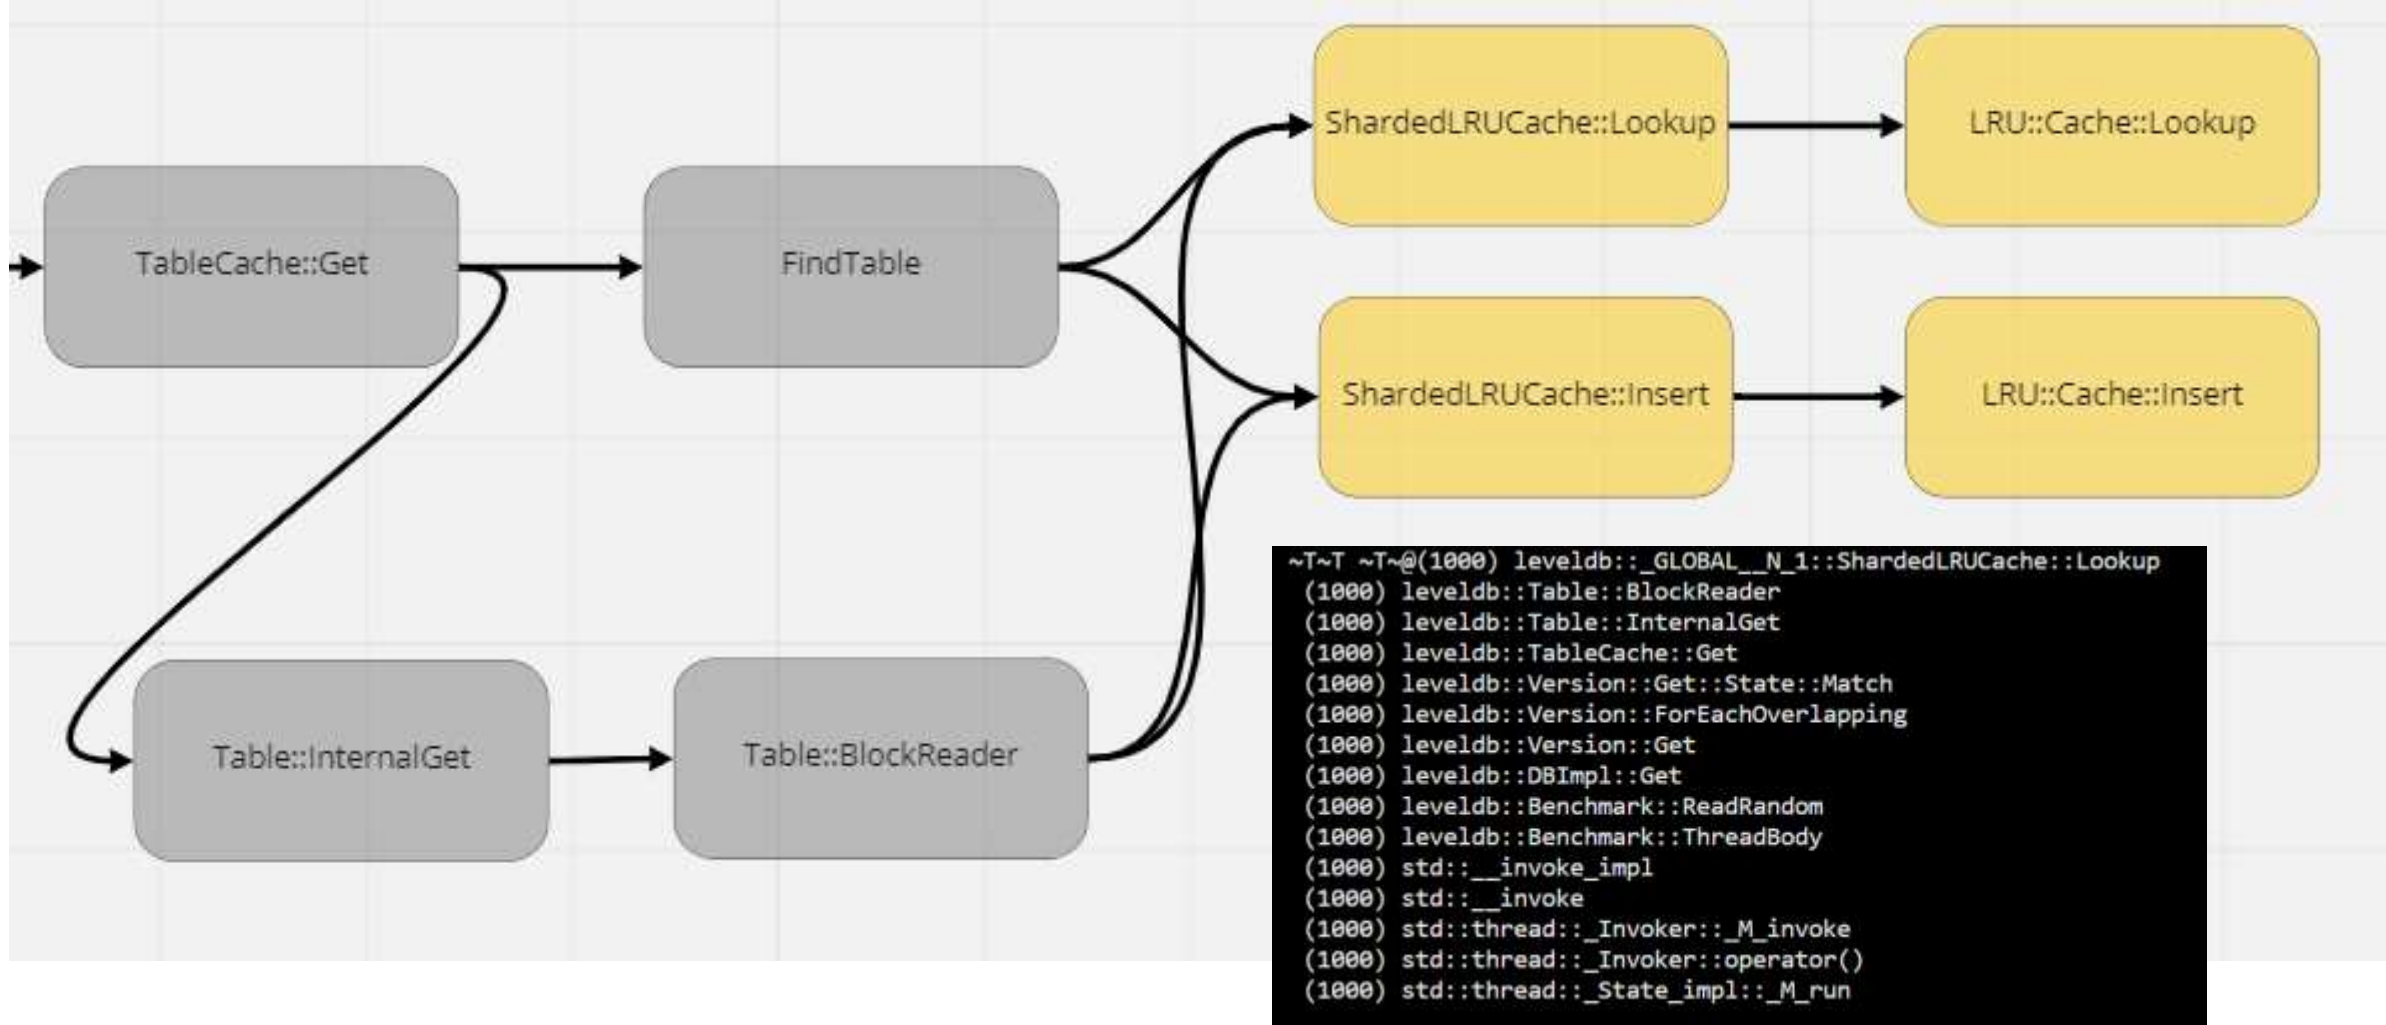 ShardedLRUCache::Lookup
LRU::Cache::Lookup
TableCache::Get
FindTable
ShardedLRUCache::Insert
LRU::Cache::Insert
Table::InternalGet
Table::BlockReader
~T~T ~T~@(1000) leveldb::_GLOBAL__N_1::ShardedLRUCache::Lookup
(1000) leveldb::Table::BlockReader
(1000) leveldb::Table::InternalGet
(1000) leveldb::TableCache::Get
(1000) leveldb::Version::Get::State::Match
(1000) leveldb::Version::ForEachOverlapping
(1000) leveldb::Version::Get
(1000) leveldb::DBImpl::Get
(1000) leveldb::Benchmark::ReadRandom
(1000) leveldb::Benchmark::ThreadBody
(1000) std::__invoke_impl
(1000) std::__invoke
(1000) std::thread::_Invoker::_M_invoke
(1000) std::thread::_Invoker::operator()
(1000) std::thread::_State_impl::_M_run